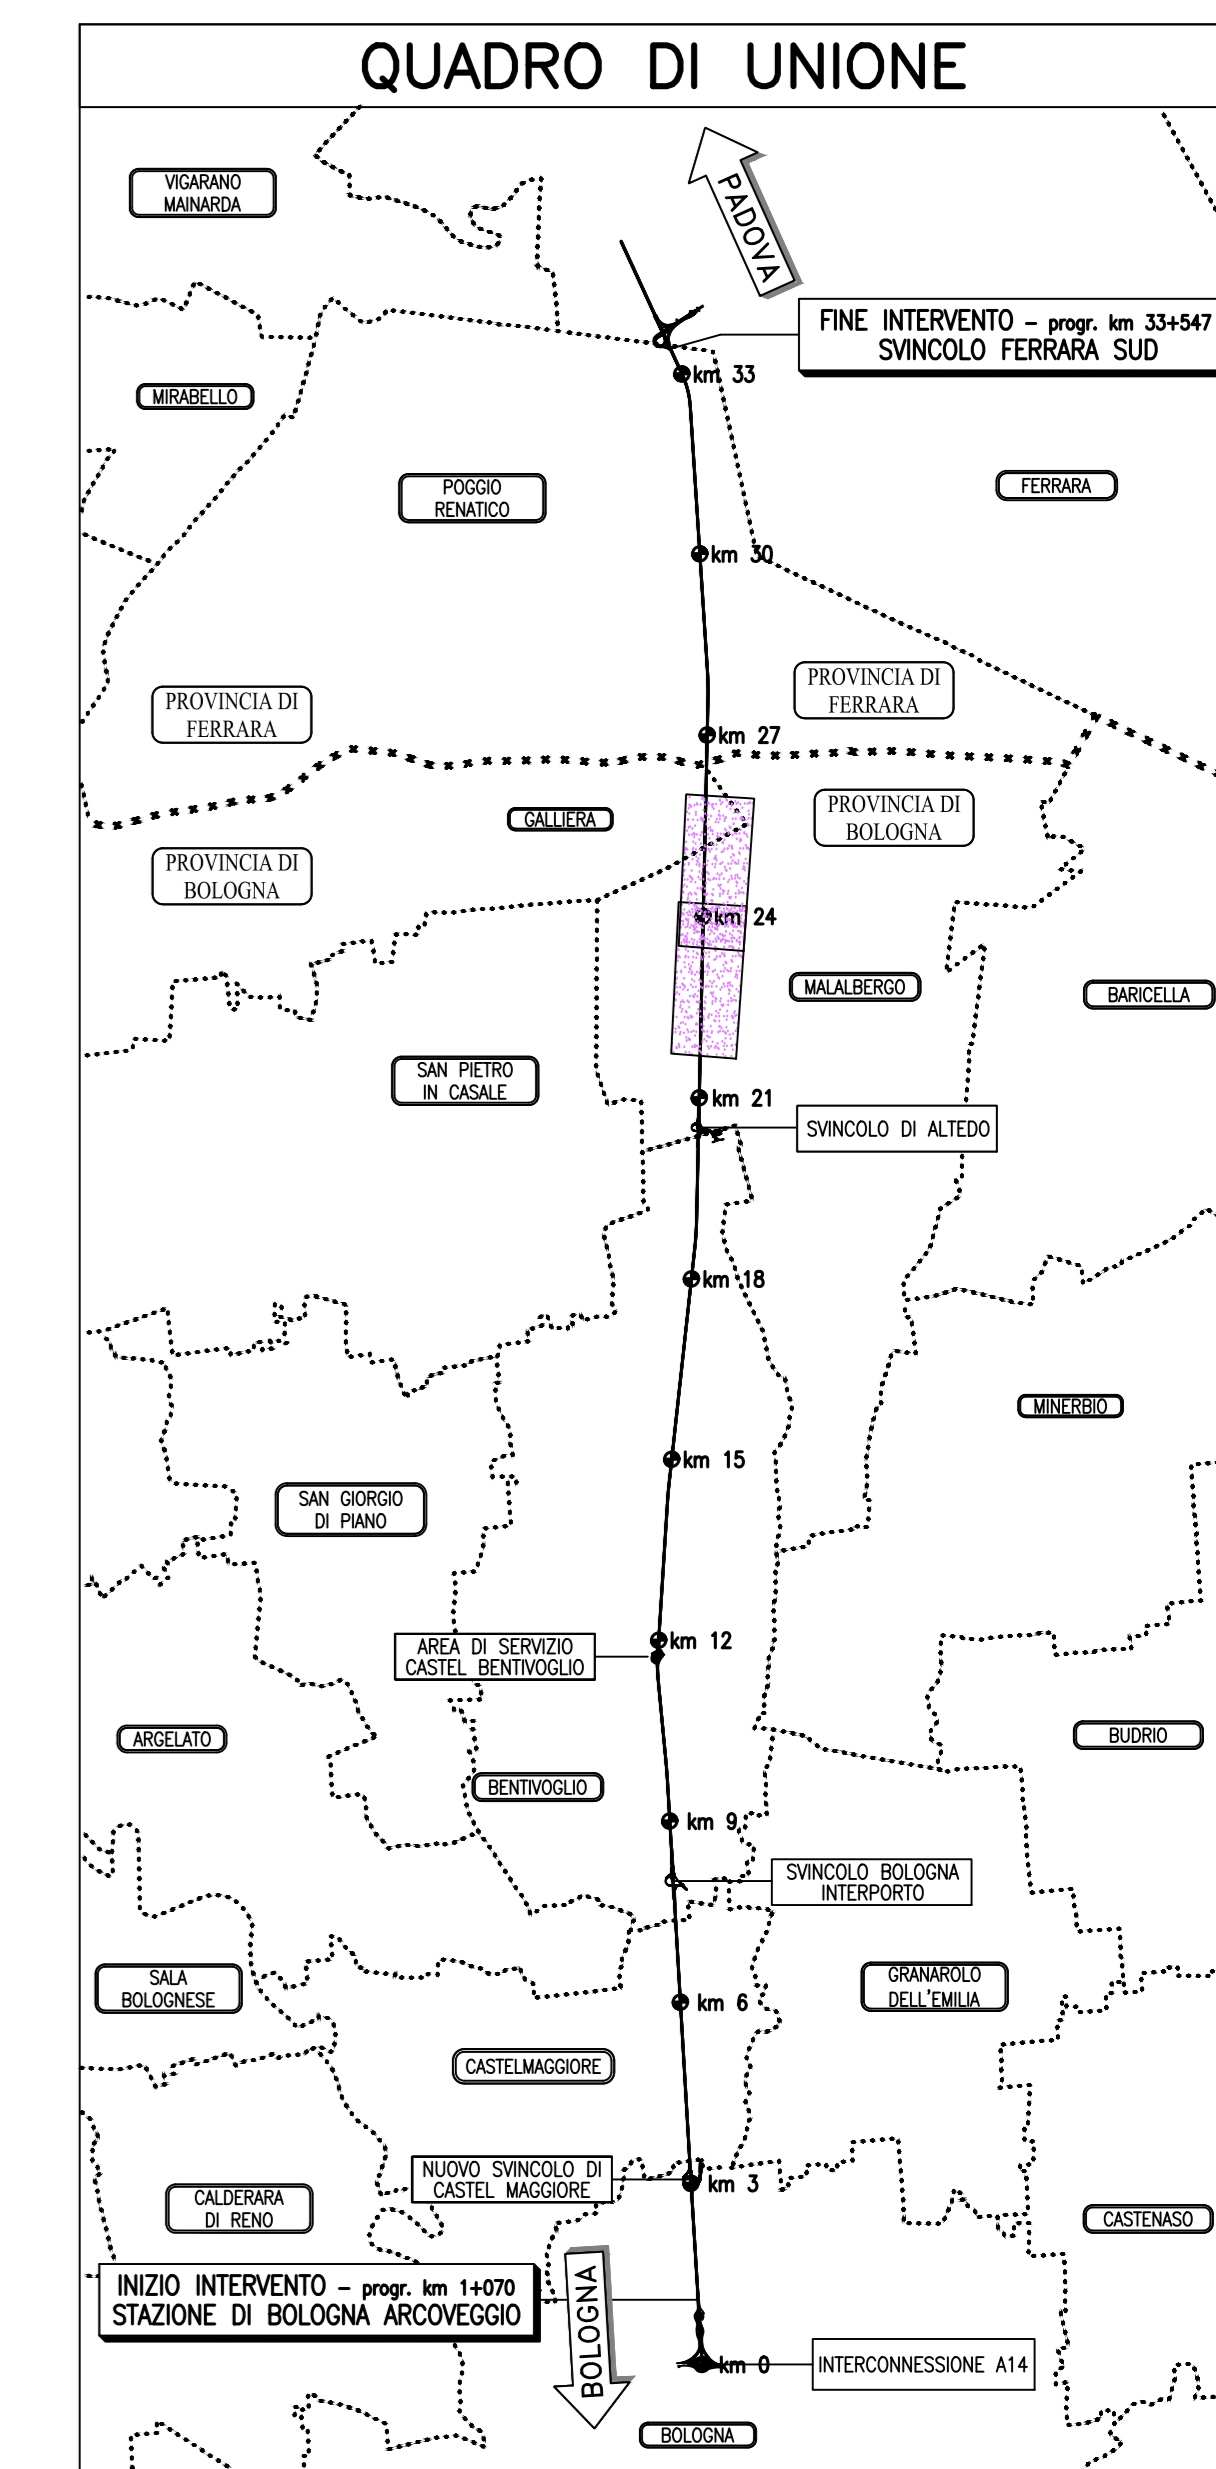 QUADRO DI UNIONE
VIGARANO
MAINARDA
PADOVA
FINE INTERVENTO – progr. km 33+547
SVINCOLO FERRARA SUD
km 33
MIRABELLO
POGGIO
RENATICO
FERRARA
km 30
PROVINCIA DI
FERRARA
PROVINCIA DI
FERRARA
km 27
GALLIERA
PROVINCIA DI
BOLOGNA
PROVINCIA DI
BOLOGNA
km 24
MALALBERGO
BARICELLA
SAN PIETRO
IN CASALE
km 21
SVINCOLO DI ALTEDO
km 18
MINERBIO
km 15
SAN GIORGIO
DI PIANO
km 12
AREA DI SERVIZIO
CASTEL BENTIVOGLIO
ARGELATO
BUDRIO
BENTIVOGLIO
km 9
SVINCOLO BOLOGNA
INTERPORTO
SALA
BOLOGNESE
GRANAROLO
DELL'EMILIA
km 6
CASTELMAGGIORE
NUOVO SVINCOLO DI
CASTEL MAGGIORE
km 3
CALDERARA
DI RENO
CASTENASO
INIZIO INTERVENTO – progr. km 1+070
STAZIONE DI BOLOGNA ARCOVEGGIO
BOLOGNA
km 0
INTERCONNESSIONE A14
BOLOGNA